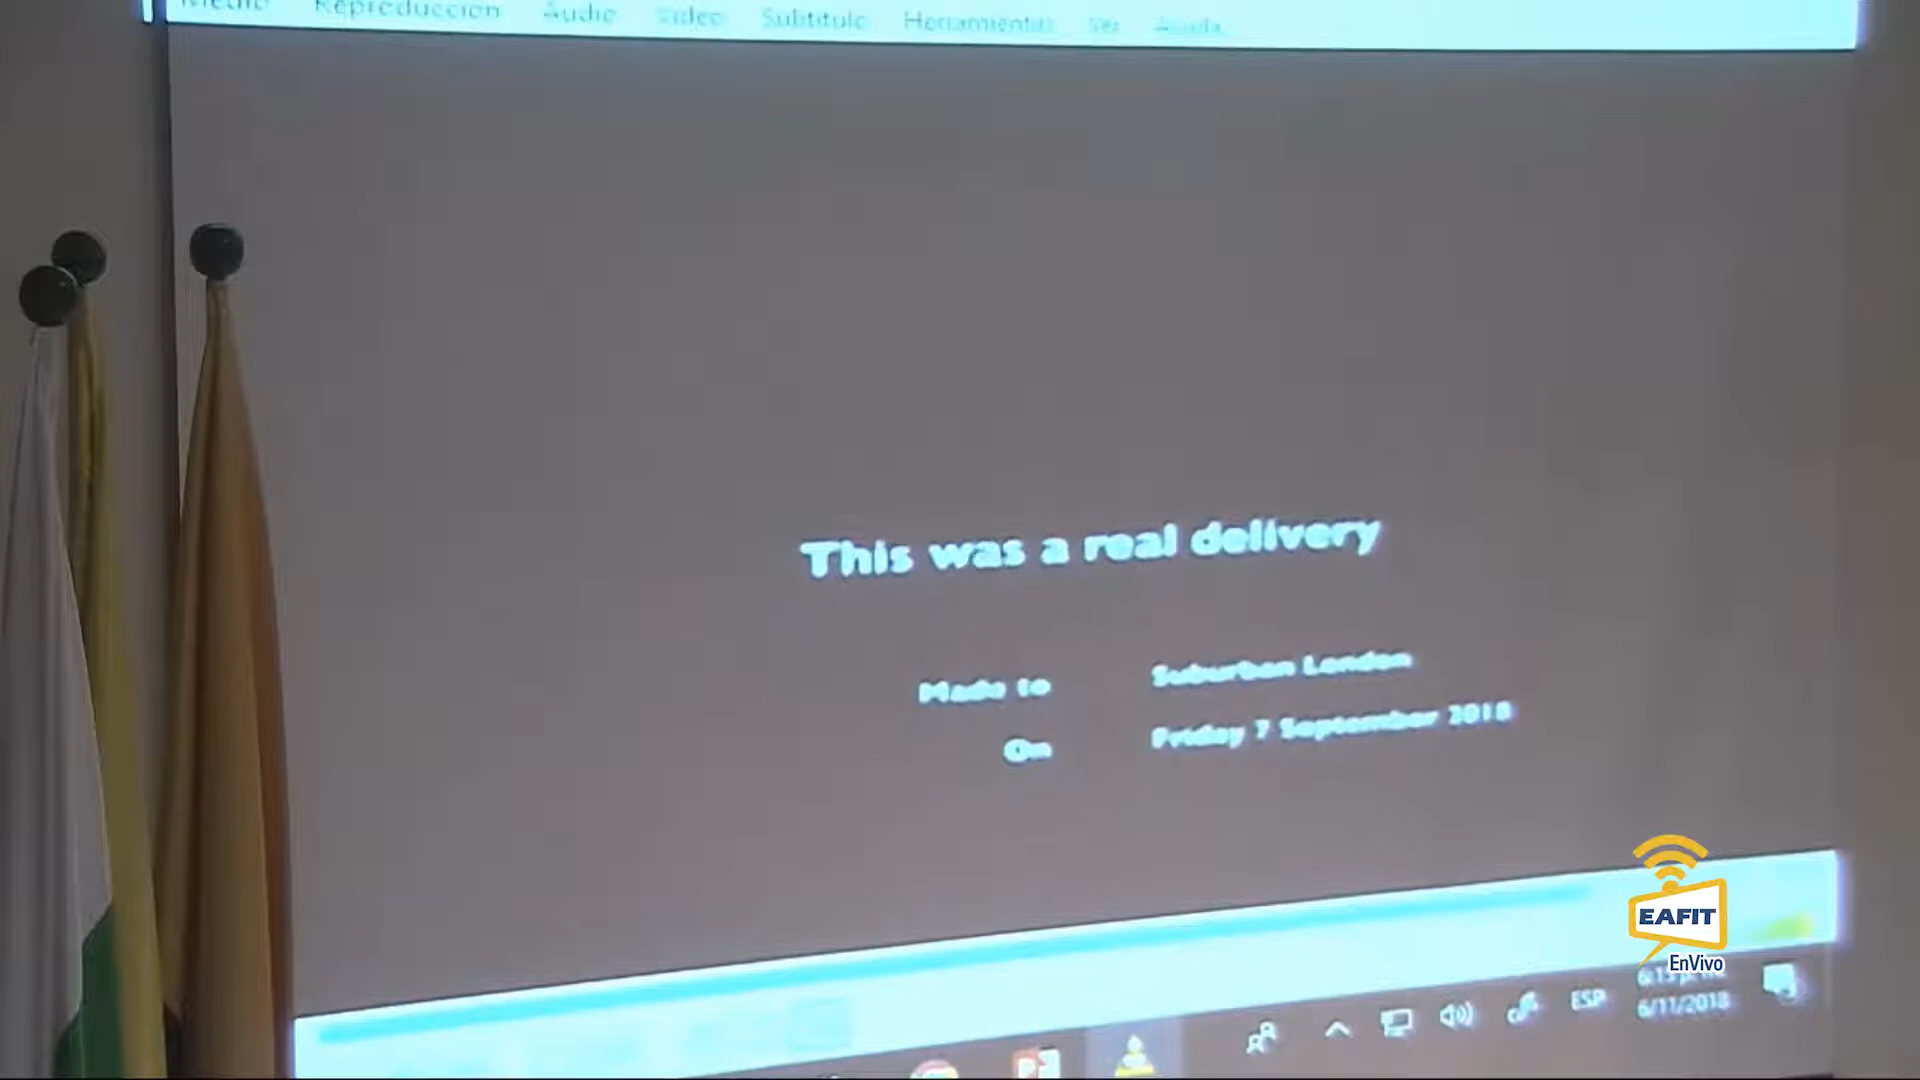 Medio Reproducción Audio Video Subtítulo Herramientas Ver Ayuda
This was a real delivery
Made to Suburban London
On Friday 7 September 2018
EAFIT
EnVivo
ESP
6/11/2018